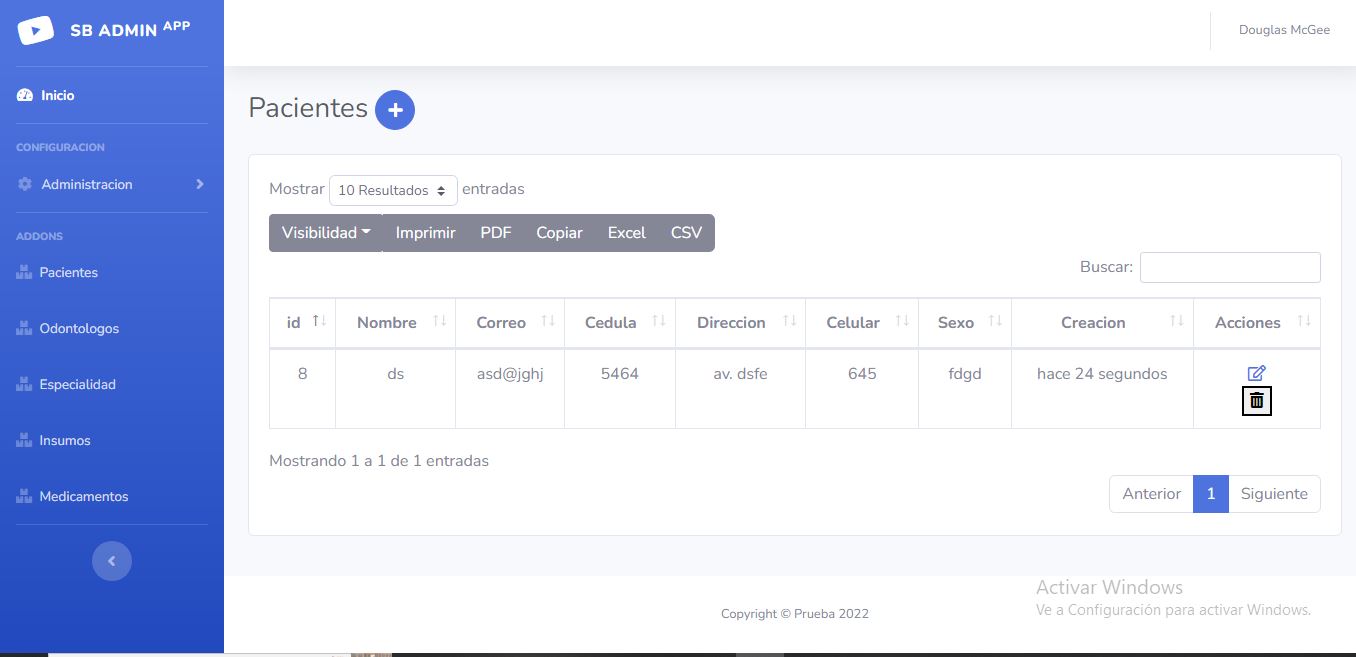 SB ADMIN APP
Douglas McGee
Inicio
CONFIGURACION
Administracion
ADDONS
Pacientes
Odontologos
Especialidad
Insumos
Medicamentos
Pacientes
Mostrar 10 Resultados entradas
Visibilidad Imprimir PDF Copiar Excel CSV
Buscar:
id Nombre Correo Cedula Direccion Celular Sexo Creacion Acciones
8 ds asd@jghj 5464 av. dsfe 645 fdgd hace 24 segundos
Mostrando 1 a 1 de 1 entradas
Anterior 1 Siguiente
Copyright © Prueba 2022
Activar Windows
Ve a Configuración para activar Windows.